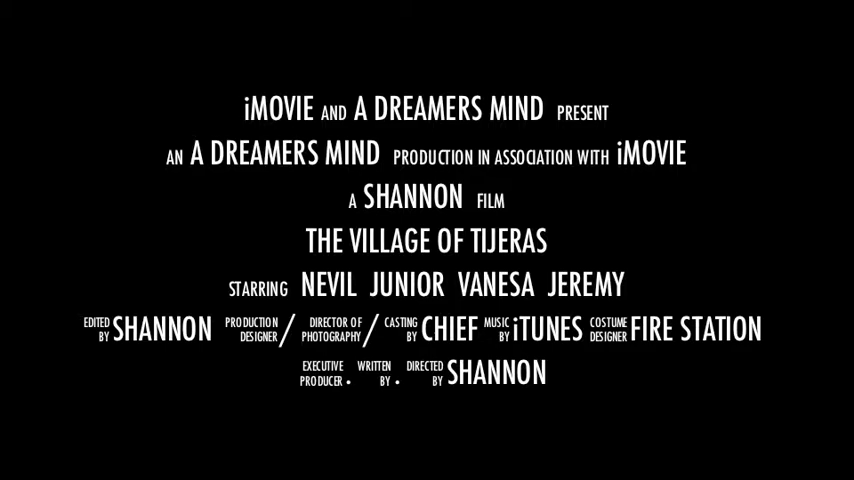 iMOVIE AND A DREAMERS MIND PRESENT
AN A DREAMERS MIND PRODUCTION IN ASSOCIATION WITH iMOVIE
A SHANNON FILM
THE VILLAGE OF TIJERAS
STARRING NEVIL JUNIOR VANESA JEREMY
EDITED BY SHANNON PRODUCTION DESIGNER / DIRECTOR OF PHOTOGRAPHY / CASTING BY CHIEF MUSIC BY iTUNES COSTUME DESIGNER FIRE STATION
EXECUTIVE PRODUCER . WRITTEN BY . DIRECTED BY SHANNON